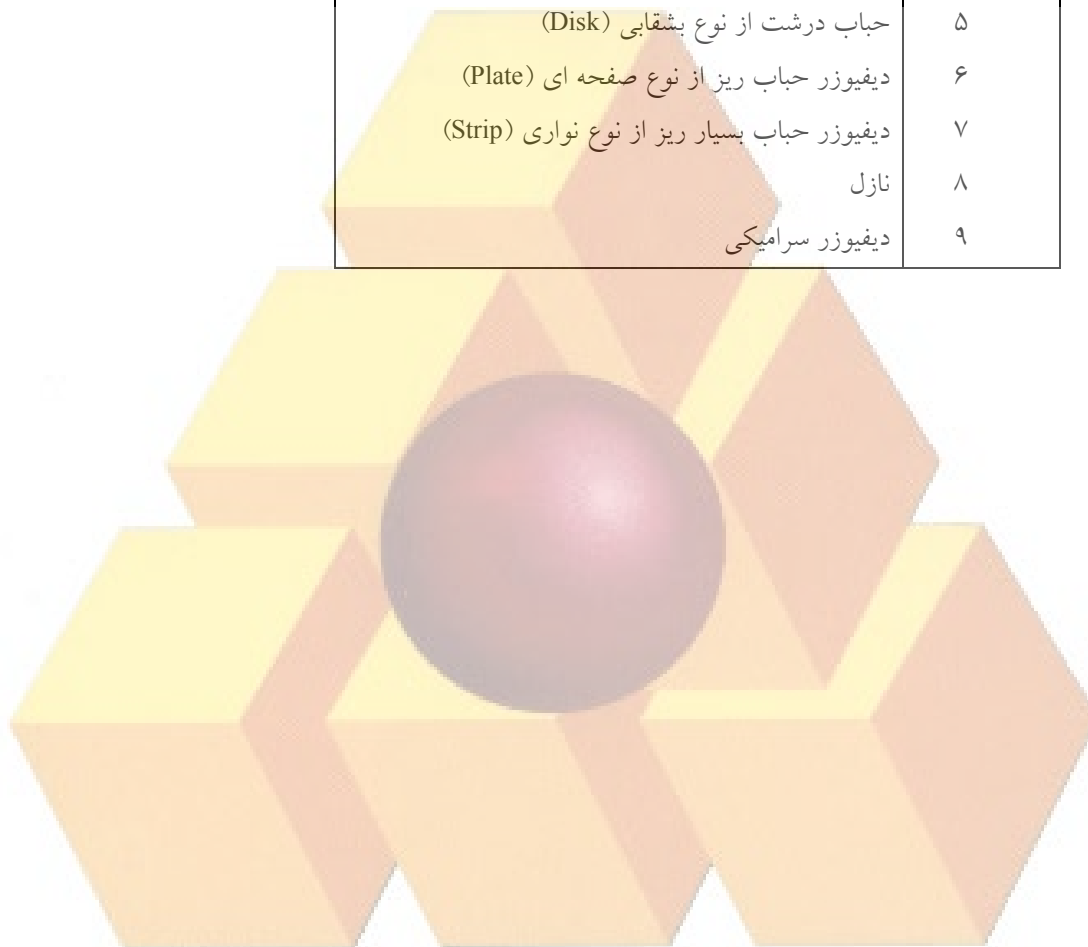 ۵ حباب درشت از نوع بشقابی (Disk)
۶ دیفیوزر حباب ریز از نوع صفحه ای (Plate)
۷ دیفیوزر حباب بسیار ریز از نوع نواری (Strip)
۸ نازل
۹ دیفیوزر سرامیکی